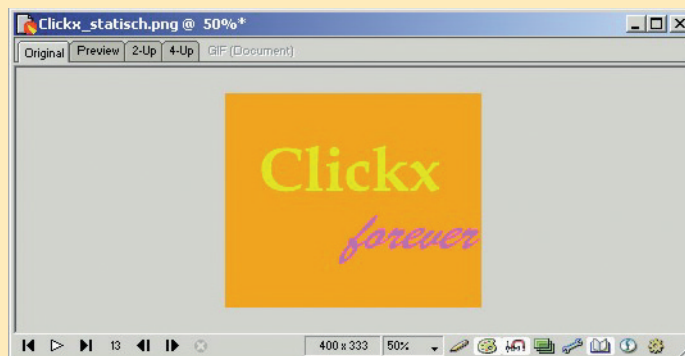 Clickx_statisch.png @ 50%*
Original Preview 2-Up 4-Up GIF (Document)
Clickx
forever
13 400 x 333 50%